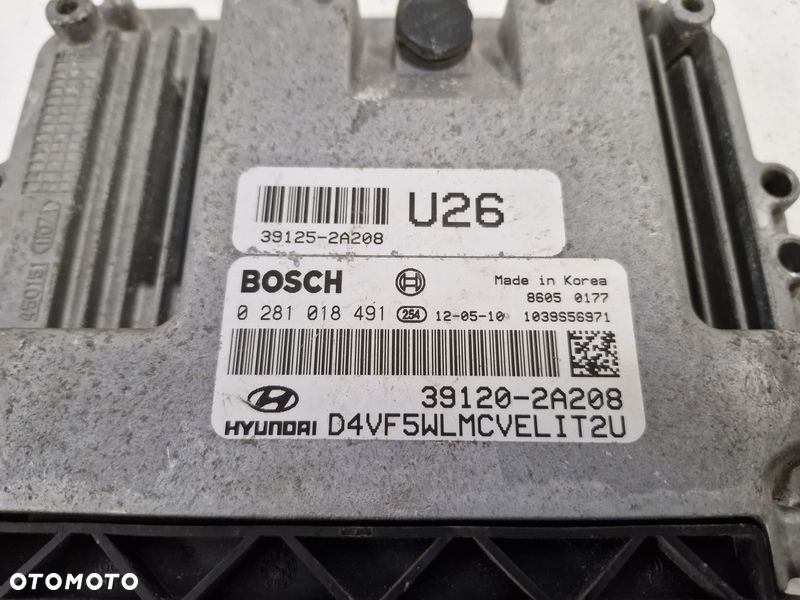 U26
39125-2A208
BOSCH
Made in Korea
8605 0177
0 281 018 491 254 12-05-10 1039S56971
39120-2A208
HYUNDAI D4VF5WLMCVELIT2U
OTOMOTO